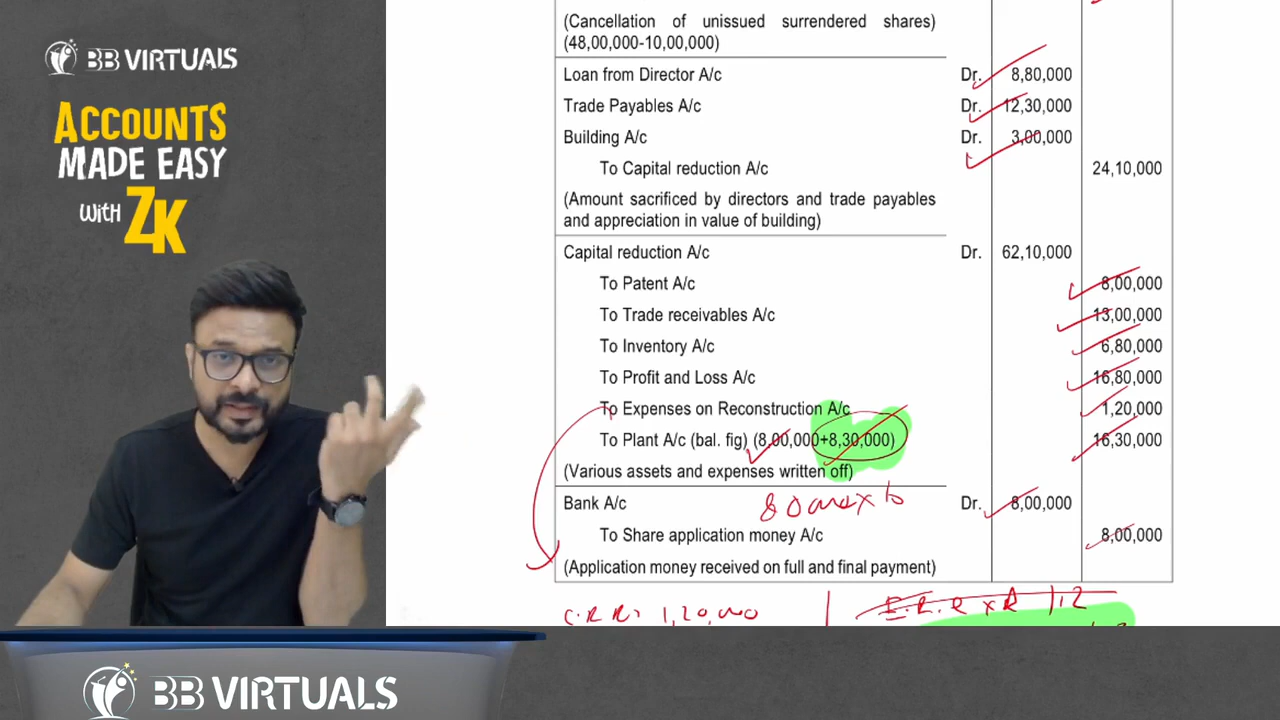 BB VIRTUALS
ACCOUNTS
MADE EASY
WITH ZK
(Cancellation of unissued surrendered shares)
(48,00,000-10,00,000)
Loan from Director A/c Dr. 8,80,000
Trade Payables A/c Dr. 12,30,000
Building A/c Dr. 3,00,000
To Capital reduction A/c 24,10,000
(Amount sacrificed by directors and trade payables
and appreciation in value of building)
Capital reduction A/c Dr. 62,10,000
To Patent A/c 8,00,000
To Trade receivables A/c 13,00,000
To Inventory A/c 6,80,000
To Profit and Loss A/c 16,80,000
To Expenses on Reconstruction A/c 1,20,000
To Plant A/c (bal. fig) (8,00,000+8,30,000) 16,30,000
(Various assets and expenses written off)
Bank A/c Dr. 8,00,000
To Share application money A/c 8,00,000
(Application money received on full and final payment)
1,20,000
BB VIRTUALS